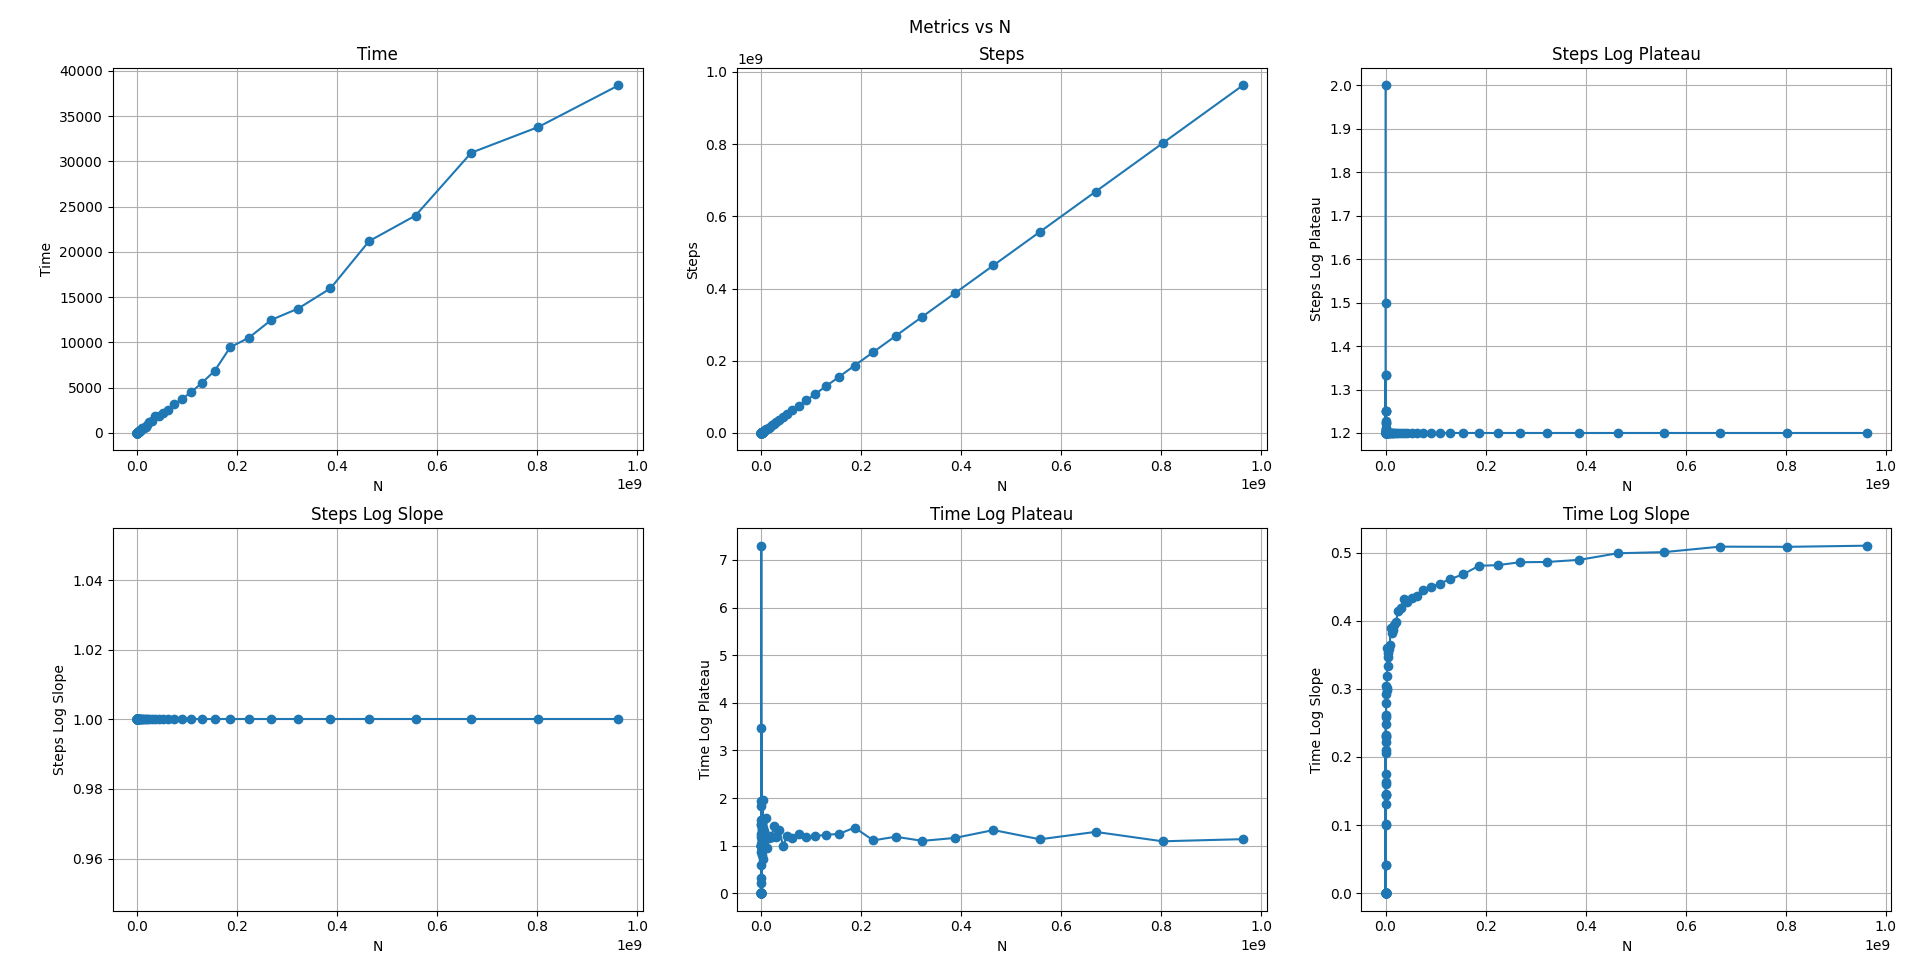 Metrics vs N
Time
Time
40000
35000
30000
25000
20000
15000
10000
5000
0
0.0 0.2 0.4 0.6 0.8 1.0
1e9
N
Steps
1e9
Steps
1.0
0.8
0.6
0.4
0.2
0.0
0.0 0.2 0.4 0.6 0.8 1.0
1e9
N
Steps Log Plateau
Steps Log Plateau
2.0
1.9
1.8
1.7
1.6
1.5
1.4
1.3
1.2
0.0 0.2 0.4 0.6 0.8 1.0
1e9
N
Steps Log Slope
Steps Log Slope
1.04
1.02
1.00
0.98
0.96
0.0 0.2 0.4 0.6 0.8 1.0
1e9
N
Time Log Plateau
Time Log Plateau
7
6
5
4
3
2
1
0
0.0 0.2 0.4 0.6 0.8 1.0
1e9
N
Time Log Slope
Time Log Slope
0.5
0.4
0.3
0.2
0.1
0.0
0.0 0.2 0.4 0.6 0.8 1.0
1e9
N